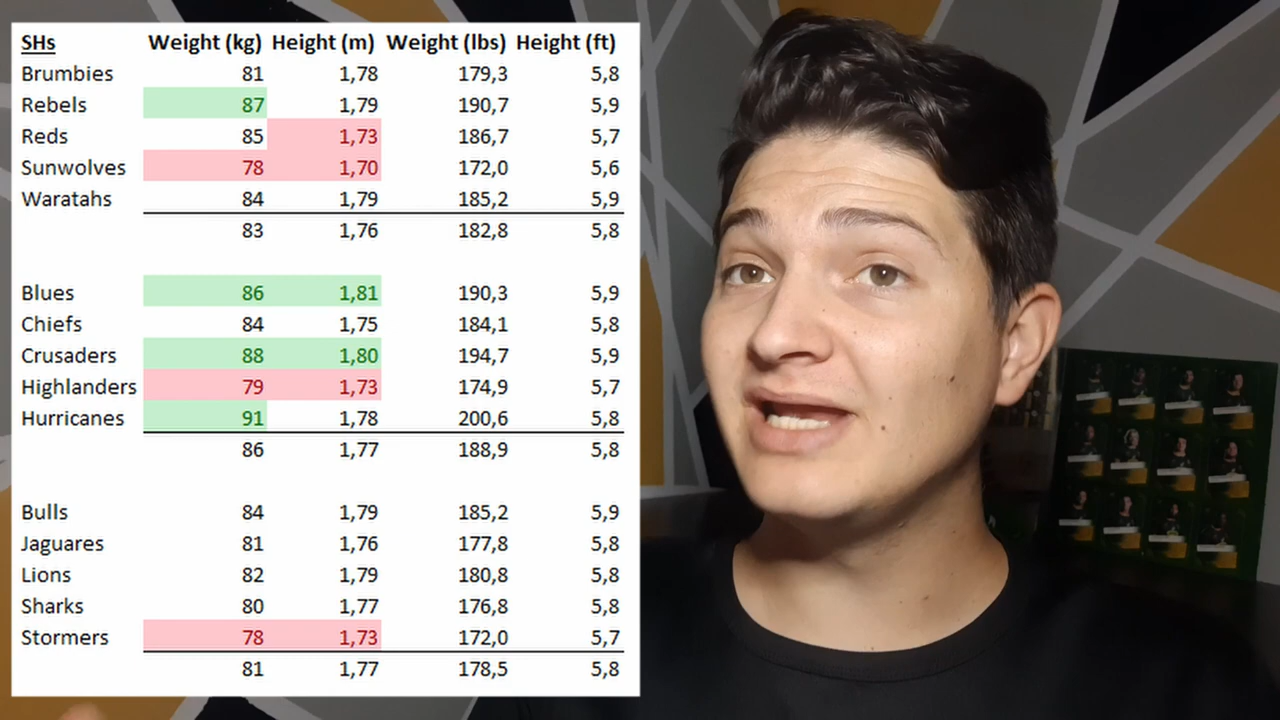 SHs Weight (kg) Height (m) Weight (lbs) Height (ft)
Brumbies 81 1,78 179,3 5,8
Rebels 87 1,79 190,7 5,9
Reds 85 1,73 186,7 5,7
Sunwolves 78 1,70 172,0 5,6
Waratahs 84 1,79 185,2 5,9
83 1,76 182,8 5,8
Blues 86 1,81 190,3 5,9
Chiefs 84 1,75 184,1 5,8
Crusaders 88 1,80 194,7 5,9
Highlanders 79 1,73 174,9 5,7
Hurricanes 91 1,78 200,6 5,8
86 1,77 188,9 5,8
Bulls 84 1,79 185,2 5,9
Jaguares 81 1,76 177,8 5,8
Lions 82 1,79 180,8 5,8
Sharks 80 1,77 176,8 5,8
Stormers 78 1,73 172,0 5,7
81 1,77 178,5 5,8